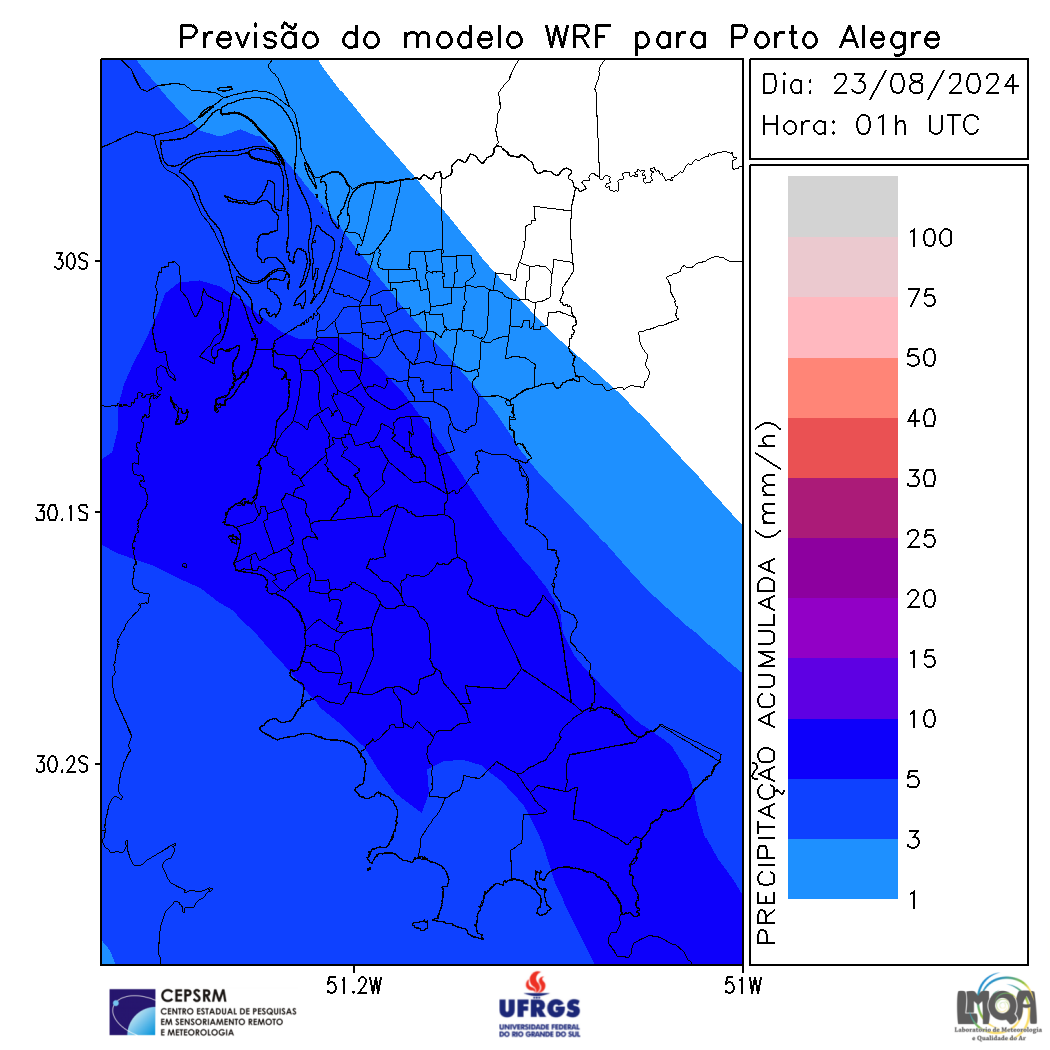 Previsão do modelo WRF para Porto Alegre
Dia: 23/08/2024
Hora: 01h UTC
30S
30.1S
30.2S
51.2W
51W
PRECIPITAÇÃO ACUMULADA (mm/h)
100
75
50
40
30
25
20
15
10
5
3
1
CEPSRM
CENTRO ESTADUAL DE PESQUISAS
EM SENSORIAMENTO REMOTO
E METEOROLOGIA
UFRGS
UNIVERSIDADE FEDERAL
DO RIO GRANDE DO SUL
LMQA
Laboratório de Meteorologia
e Qualidade do Ar